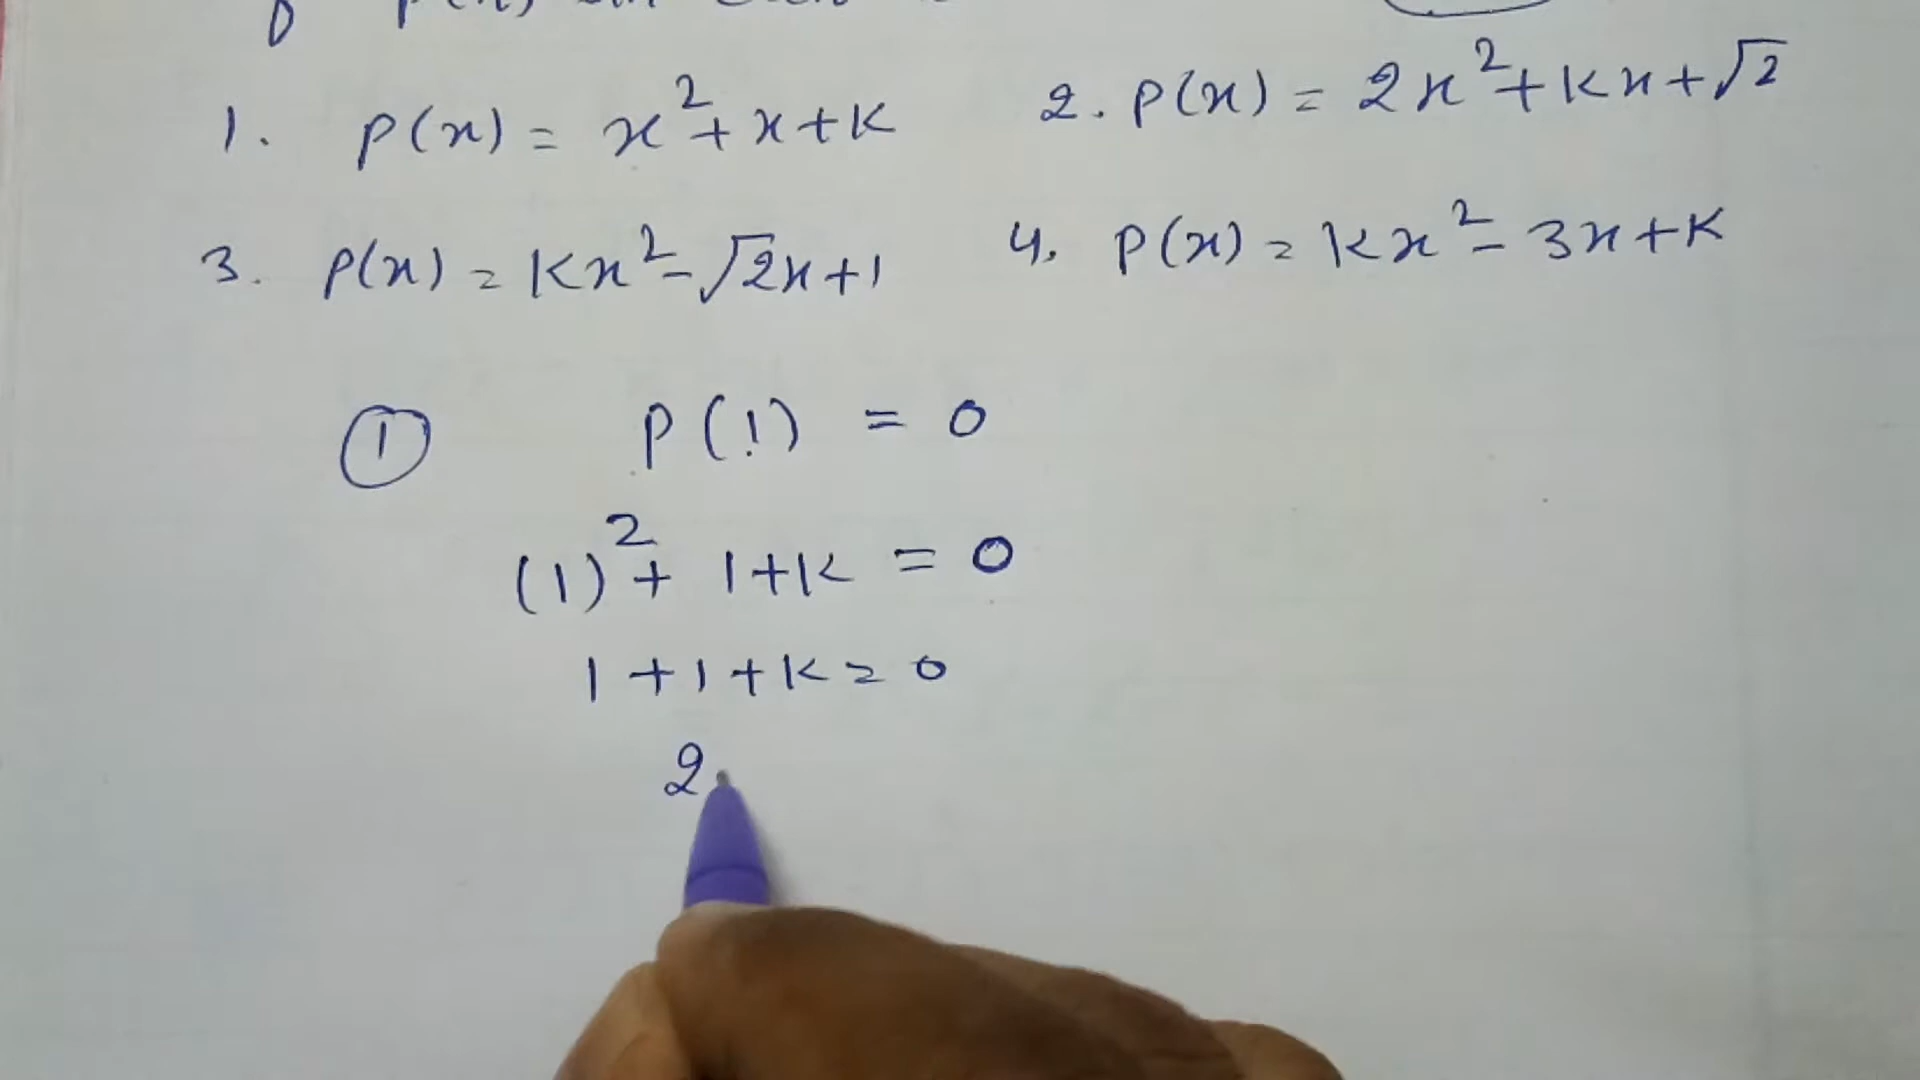 P(x)
1. p(x) = x²+x+k 2. P(x) = 2x²+kx+√2
3. P(x) = kx²-√2x+1 4. P(x) = kx²-3x+k
① P(1) = 0
(1)²+ 1+k = 0
1+1+k=0
2